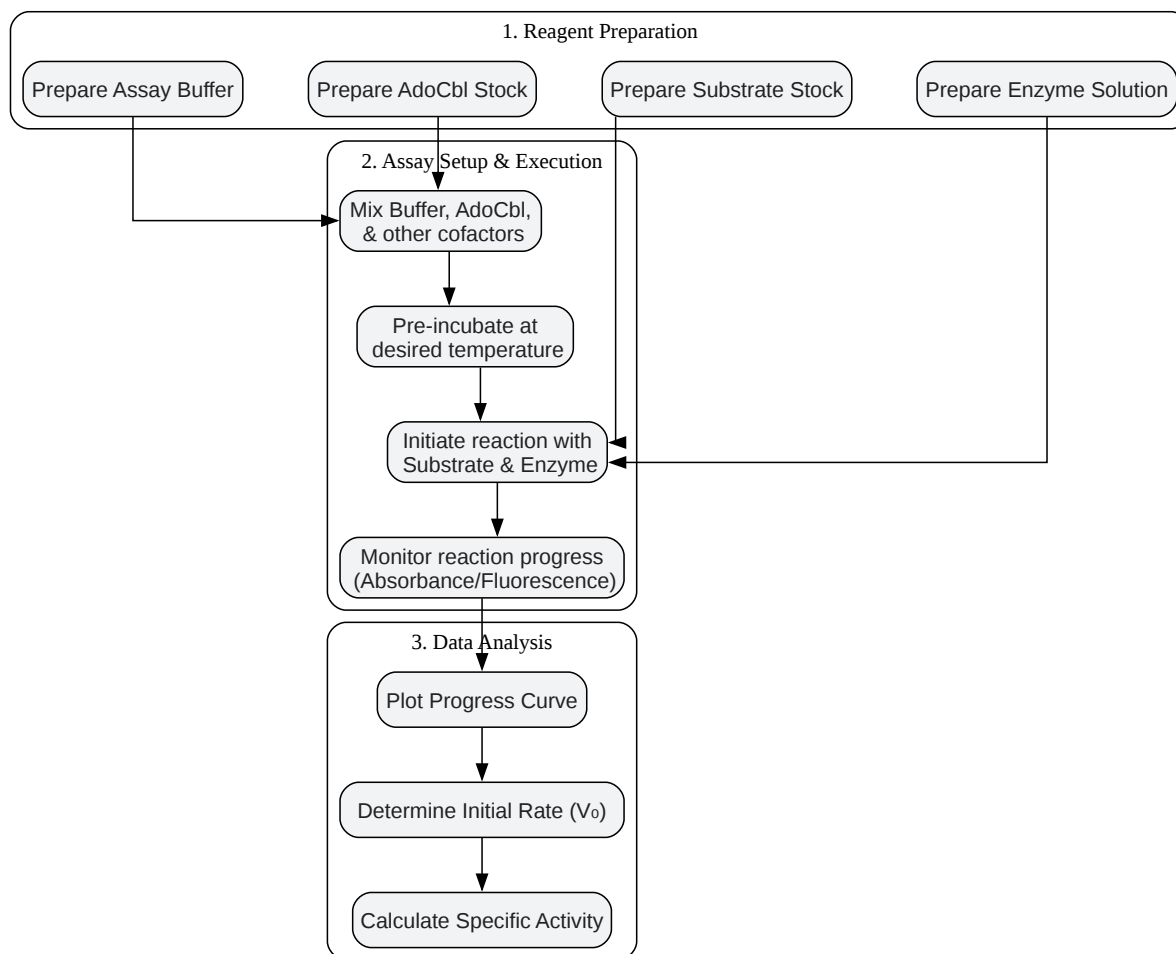 1. Reagent Preparation
Prepare Assay Buffer
Prepare AdoCbl Stock
Prepare Substrate Stock
Prepare Enzyme Solution
2. Assay Setup & Execution
Mix Buffer, AdoCbl,
& other cofactors
Pre-incubate at
desired temperature
Initiate reaction with
Substrate & Enzyme
Monitor reaction progress
(Absorbance/Fluorescence)
3. Data Analysis
Plot Progress Curve
Determine Initial Rate (V₀)
Calculate Specific Activity